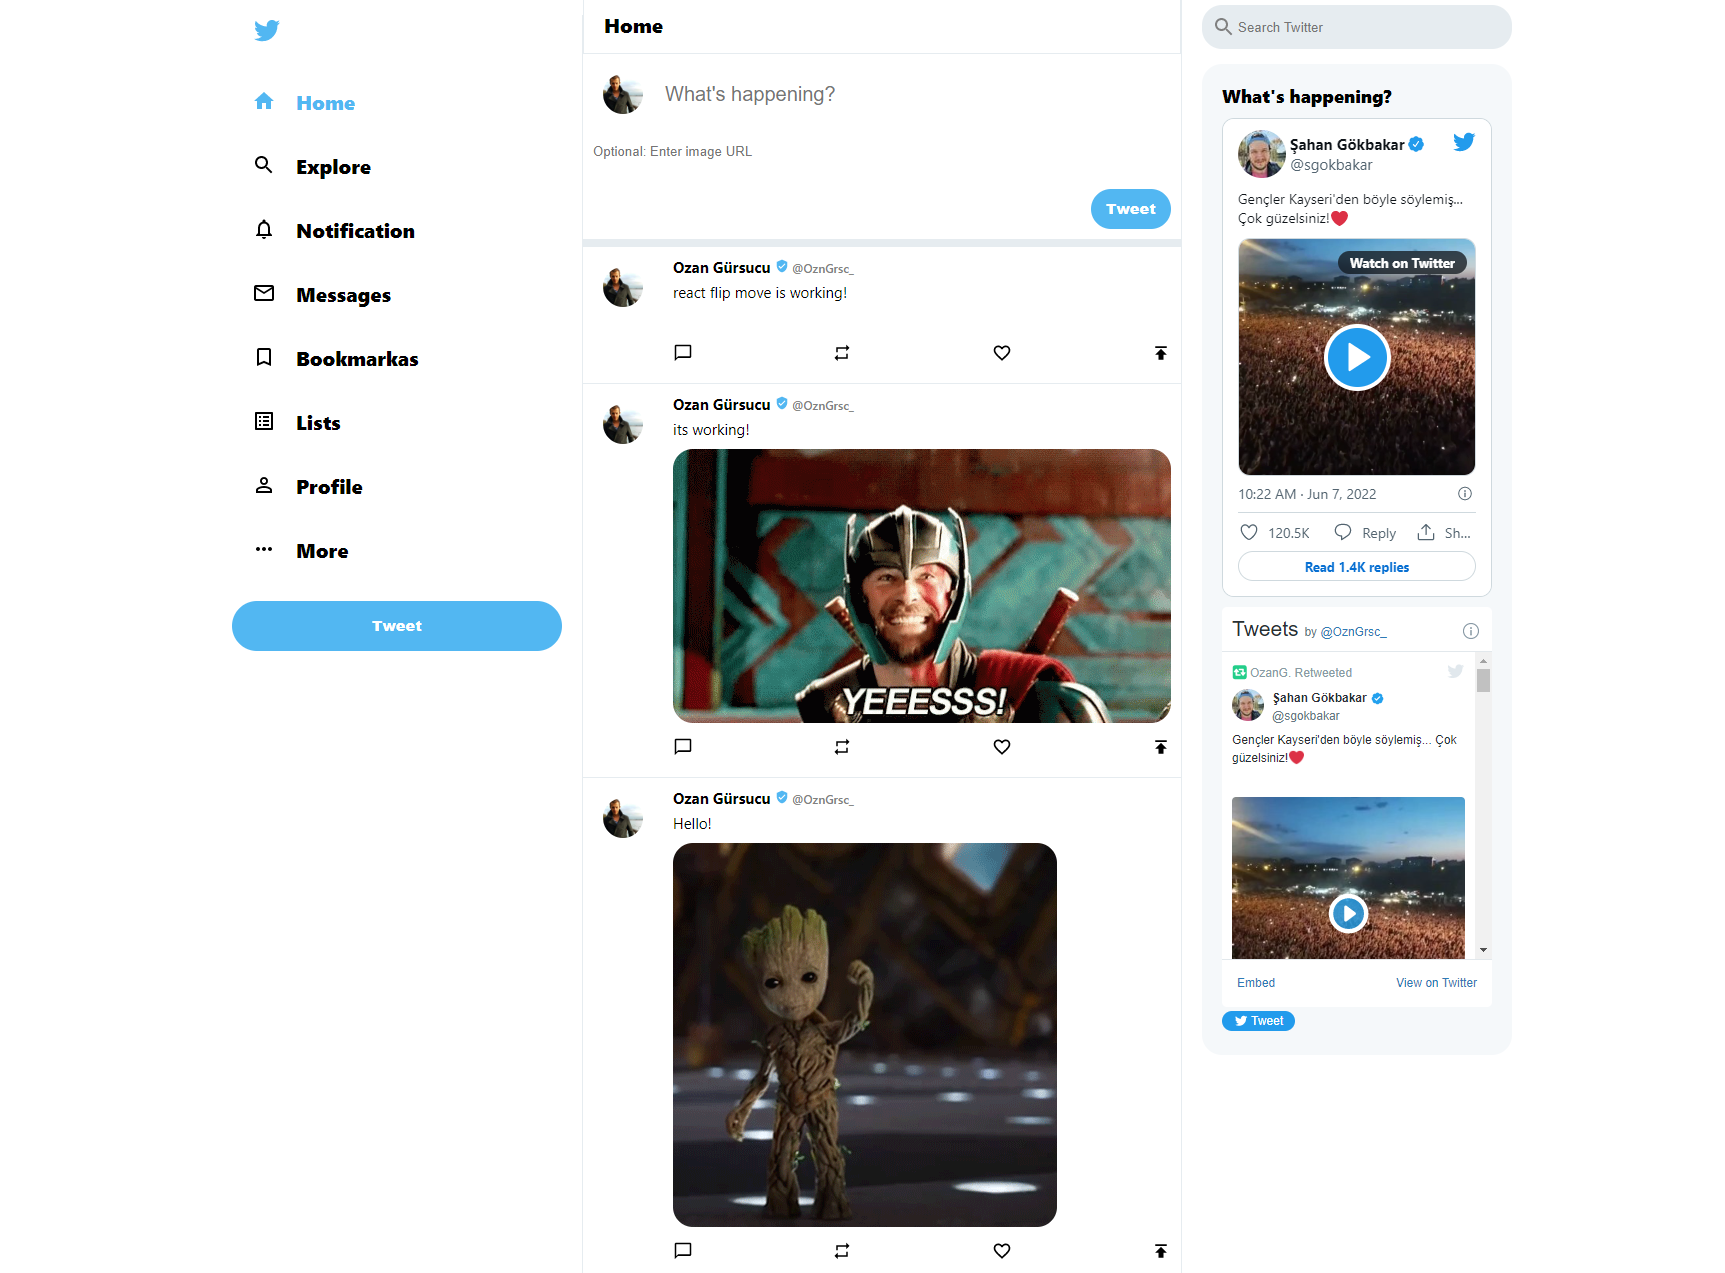 Home
Explore
Notification
Messages
Bookmarkas
Lists
Profile
More
Tweet
Home
What's happening?
Optional: Enter image URL
Tweet
Ozan Gürsucu @OznGrsc_
react flip move is working!
Ozan Gürsucu @OznGrsc_
its working!
YEEESSS!
Ozan Gürsucu @OznGrsc_
Hello!
Search Twitter
What's happening?
Şahan Gökbakar
@sgokbakar
Gençler Kayseri'den böyle söylemiş...
Çok güzelsiniz!❤️
Watch on Twitter
10:22 AM · Jun 7, 2022
120.5K Reply Sh...
Read 1.4K replies
Tweets by @OznGrsc_
OzanG. Retweeted
Şahan Gökbakar
@sgokbakar
Gençler Kayseri'den böyle söylemiş... Çok
güzelsiniz!❤️
Embed View on Twitter
Tweet